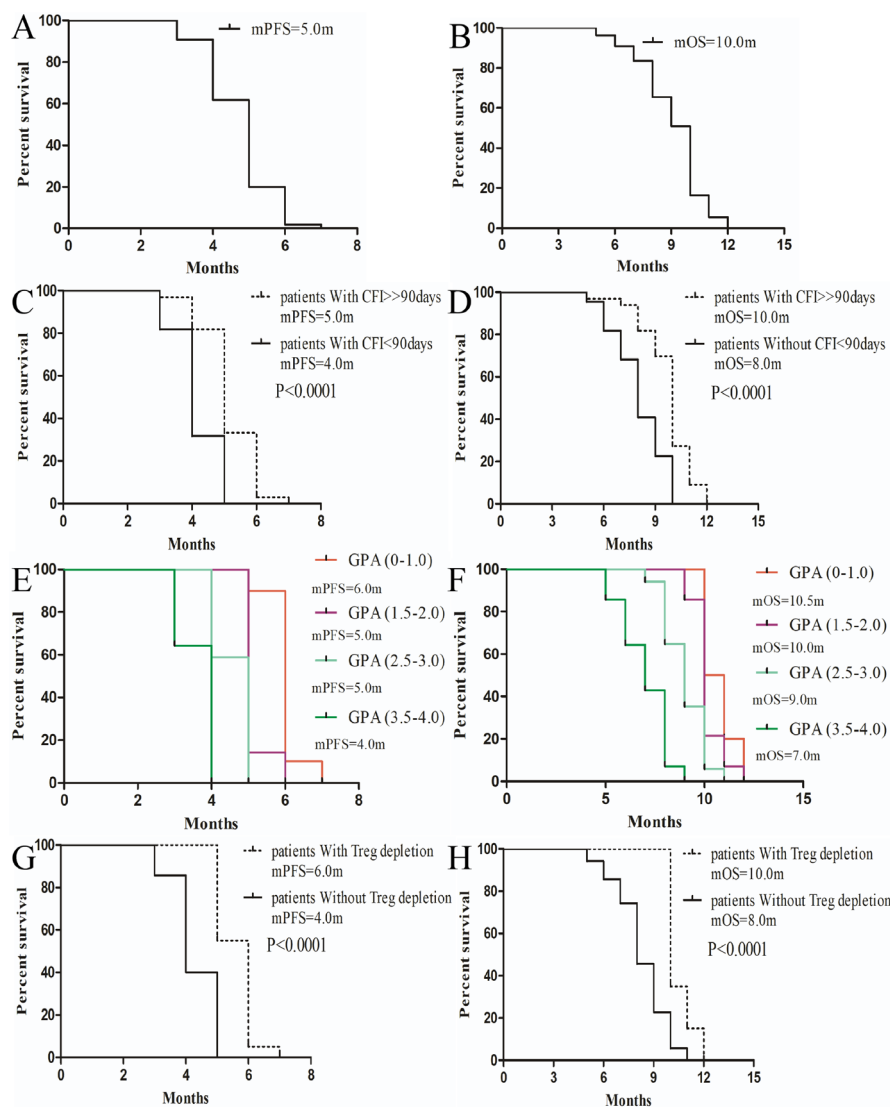 A
mPFS=5.0m
Percent survival
100
80
60
40
20
0
0 2 4 6 8
Months
B
mOS=10.0m
Percent survival
100
80
60
40
20
0
0 3 6 9 12 15
Months
C
patients With CFI>>90days
mPFS=5.0m
patients With CFI<90days
mPFS=4.0m
P<0.0001
Percent survival
100
80
60
40
20
0
0 2 4 6 8
Months
D
patients With CFI>>90days
mOS=10.0m
patients Without CFI<90days
mOS=8.0m
P<0.0001
Percent survival
100
80
60
40
20
0
0 3 6 9 12 15
Months
E
GPA (0-1.0)
mPFS=6.0m
GPA (1.5-2.0)
mPFS=5.0m
GPA (2.5-3.0)
mPFS=5.0m
GPA (3.5-4.0)
mPFS=4.0m
Percent survival
100
80
60
40
20
0
0 2 4 6 8
Months
F
GPA (0-1.0)
mOS=10.5m
GPA (1.5-2.0)
mOS=10.0m
GPA (2.5-3.0)
mOS=9.0m
GPA (3.5-4.0)
mOS=7.0m
Percent survival
100
80
60
40
20
0
0 5 10 15
Months
G
patients With Treg depletion
mPFS=6.0m
patients Without Treg depletion
mPFS=4.0m
P<0.0001
Percent survival
100
80
60
40
20
0
0 2 4 6 8
Months
H
patients With Treg depletion
mOS=10.0m
patients Without Treg depletion
mOS=8.0m
P<0.0001
Percent survival
100
80
60
40
20
0
0 3 6 9 12 15
Months